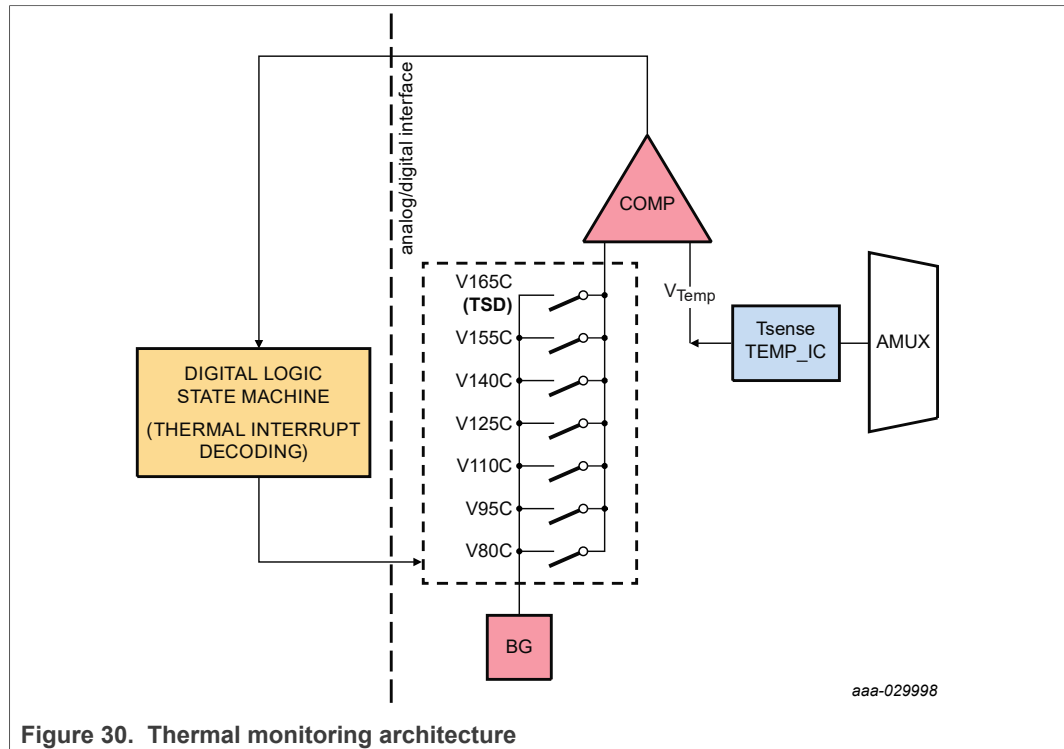 analog/digital interface
COMP
V165C
(TSD)
VTemp
V155C
Tsense
TEMP_IC
AMUX
V140C
DIGITAL LOGIC
STATE MACHINE
(THERMAL INTERRUPT
DECODING)
V125C
V110C
V95C
V80C
BG
aaa-029998
Figure 30. Thermal monitoring architecture